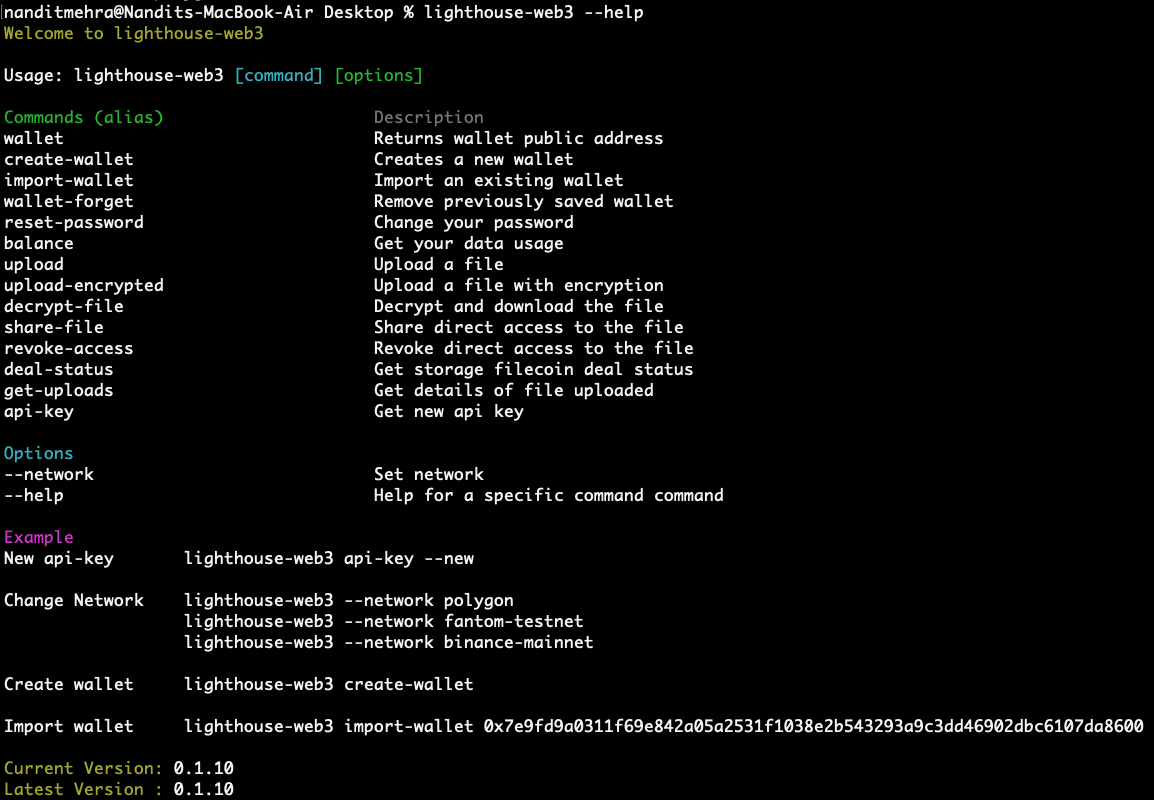 nanditmehra@Nandits-MacBook-Air Desktop % lighthouse-web3 --help
Welcome to lighthouse-web3
Usage: lighthouse-web3 [command] [options]
Commands (alias) Description
wallet Returns wallet public address
create-wallet Creates a new wallet
import-wallet Import an existing wallet
wallet-forget Remove previously saved wallet
reset-password Change your password
balance Get your data usage
upload Upload a file
upload-encrypted Upload a file with encryption
decrypt-file Decrypt and download the file
share-file Share direct access to the file
revoke-access Revoke direct access to the file
deal-status Get storage filecoin deal status
get-uploads Get details of file uploaded
api-key Get new api key
Options
--network Set network
--help Help for a specific command command
Example
New api-key lighthouse-web3 api-key --new
Change Network lighthouse-web3 --network polygon
lighthouse-web3 --network fantom-testnet
lighthouse-web3 --network binance-mainnet
Create wallet lighthouse-web3 create-wallet
Import wallet lighthouse-web3 import-wallet 0x7e9fd9a0311f69e842a05a2531f1038e2b543293a9c3dd46902dbc6107da8600
Current Version: 0.1.10
Latest Version : 0.1.10